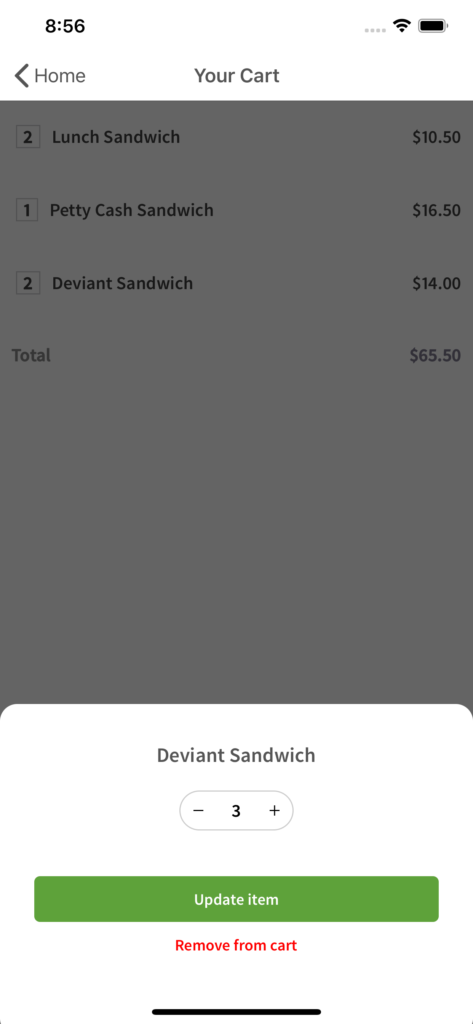 8:56
Home Your Cart
2 Lunch Sandwich $10.50
1 Petty Cash Sandwich $16.50
2 Deviant Sandwich $14.00
Total $65.50
Deviant Sandwich
− 3 +
Update item
Remove from cart